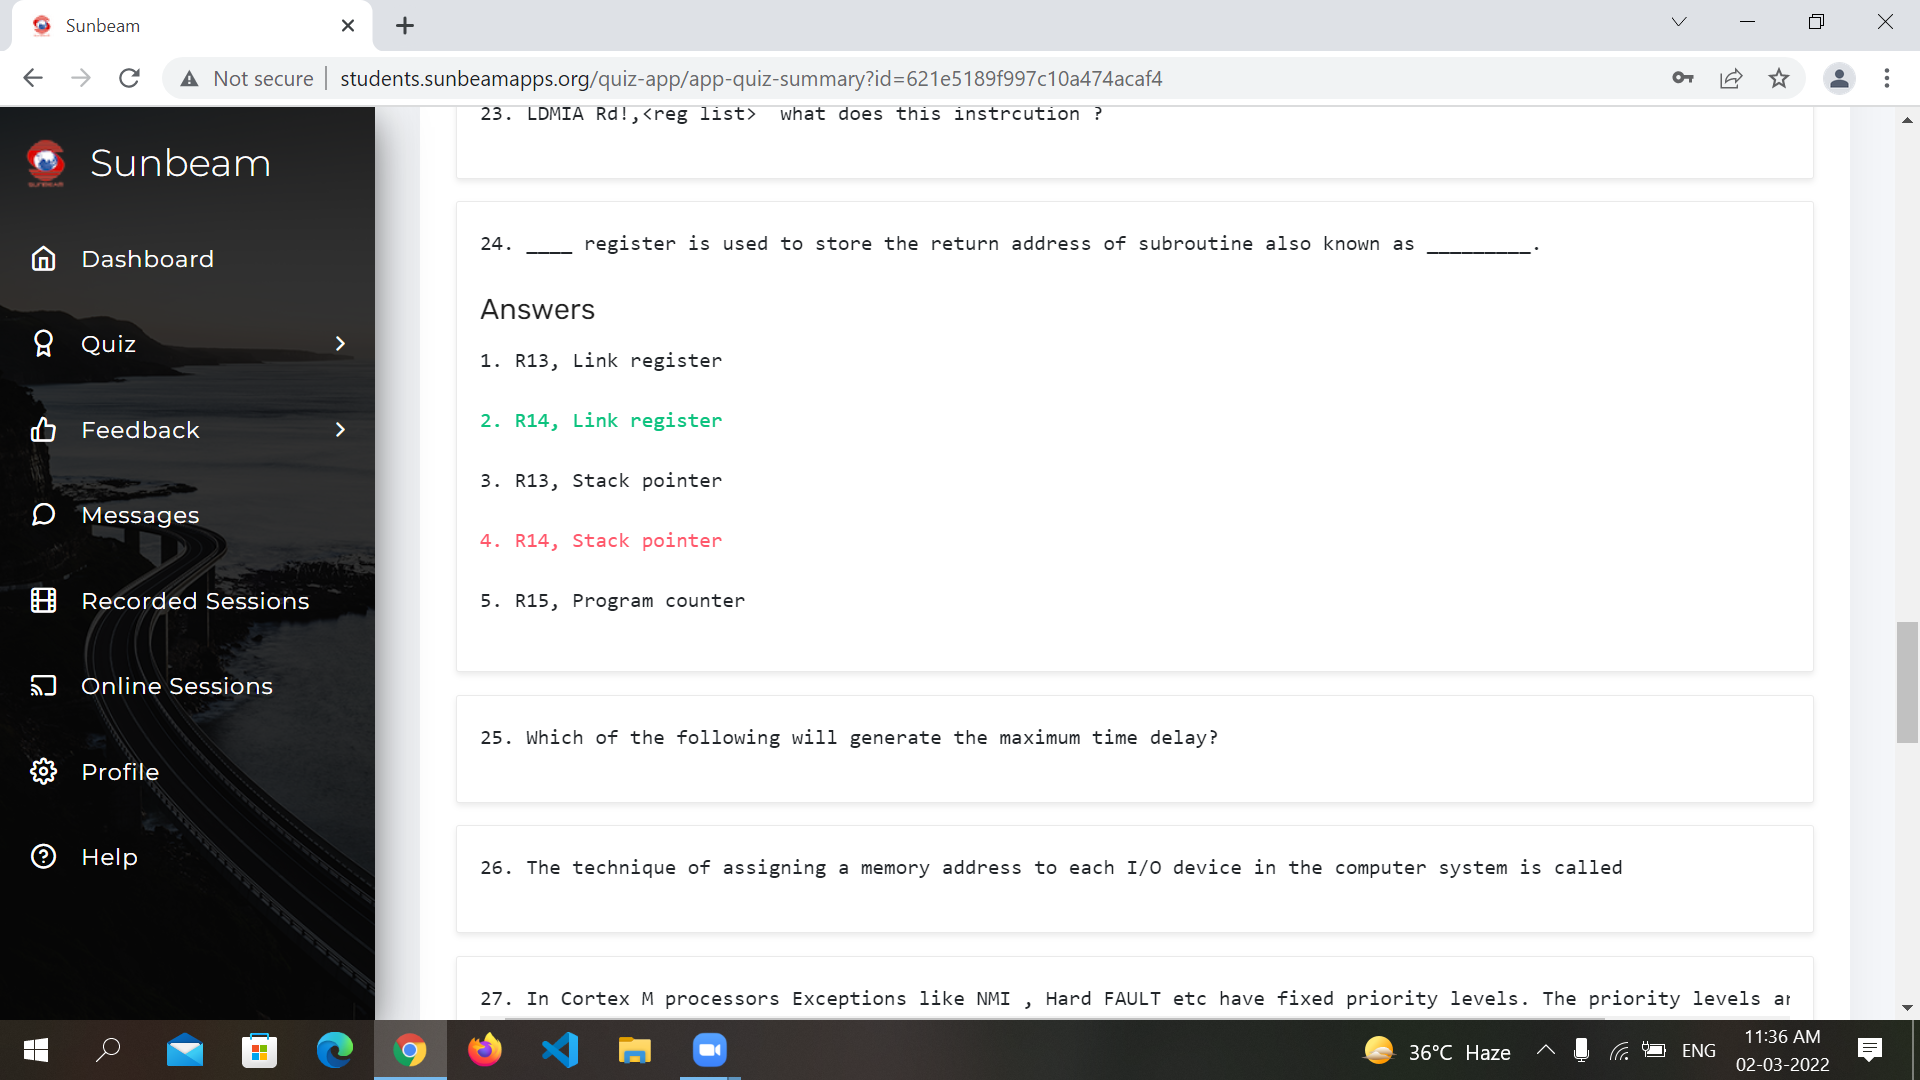 Sunbeam
Not secure
students.sunbeamapps.org/quiz-app/app-quiz-summary?id=621e5189f997c10a474acaf4
Sunbeam
Dashboard
Quiz
Feedback
Messages
Recorded Sessions
Online Sessions
Profile
Help
23. LDMIA Rd!,<reg list>  what does this instrcution ?
24. ____ register is used to store the return address of subroutine also known as _________.
Answers
1. R13, Link register
2. R14, Link register
3. R13, Stack pointer
4. R14, Stack pointer
5. R15, Program counter
25. Which of the following will generate the maximum time delay?
26. The technique of assigning a memory address to each I/O device in the computer system is called
27. In Cortex M processors Exceptions like NMI , Hard FAULT etc have fixed priority levels. The priority levels ar
36°C Haze
ENG
11:36 AM
02-03-2022